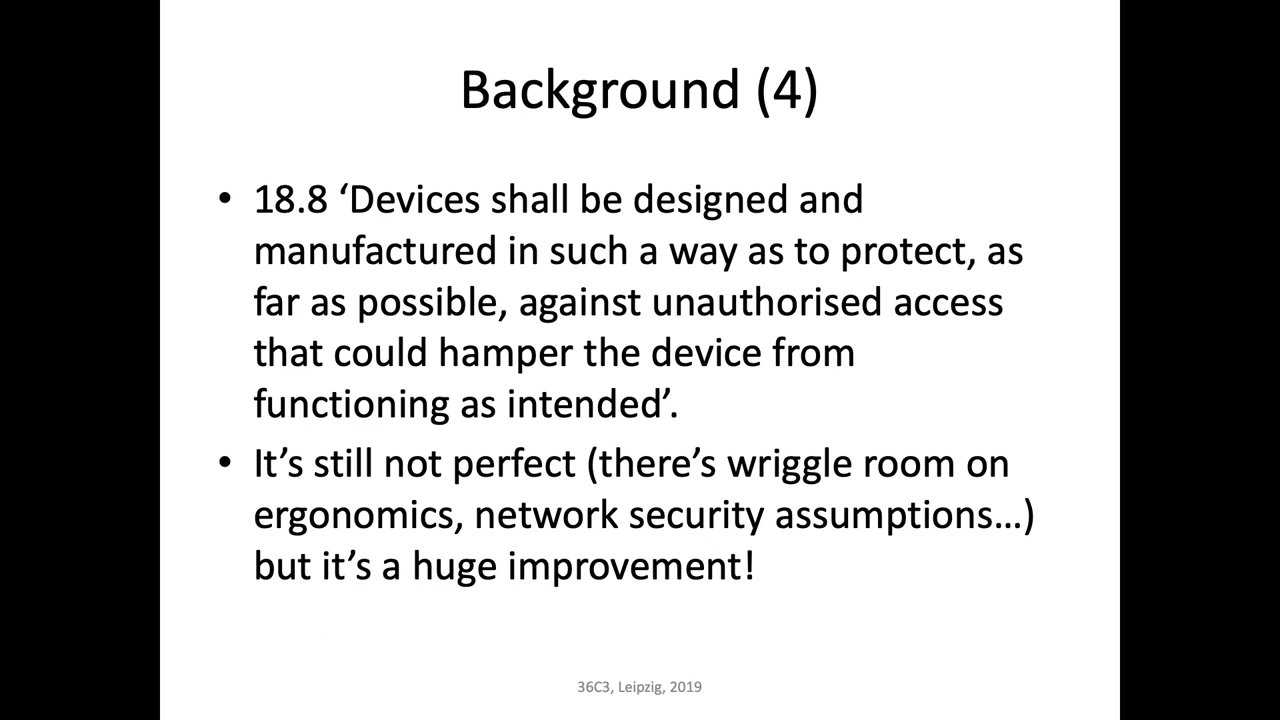 Background (4)
• 18.8 ‘Devices shall be designed and
manufactured in such a way as to protect, as
far as possible, against unauthorised access
that could hamper the device from
functioning as intended’.
• It’s still not perfect (there’s wriggle room on
ergonomics, network security assumptions…)
but it’s a huge improvement!
36C3, Leipzig, 2019